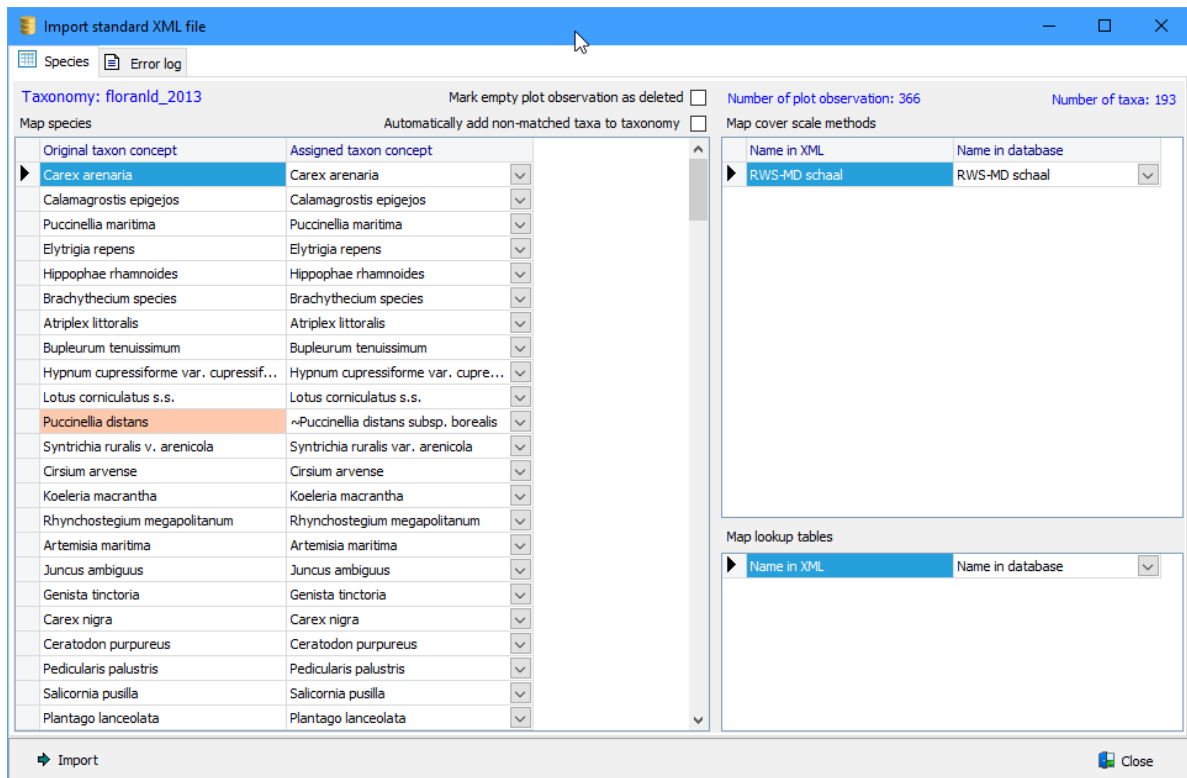 Import standard XML file
Species Error log
Taxonomy: floranld_2013 Mark empty plot observation as deleted Number of plot observation: 366 Number of taxa: 193
Map species Automatically add non-matched taxa to taxonomy Map cover scale methods
Original taxon concept Assigned taxon concept Name in XML Name in database
Carex arenaria Carex arenaria RWS-MD schaal RWS-MD schaal
Calamagrostis epigejos Calamagrostis epigejos
Puccinellia maritima Puccinellia maritima
Elytrigia repens Elytrigia repens
Hippophae rhamnoides Hippophae rhamnoides
Brachythecium species Brachythecium species
Atriplex littoralis Atriplex littoralis
Bupleurum tenuissimum Bupleurum tenuissimum
Hypnum cupressiforme var. cupressif... Hypnum cupressiforme var. cupre...
Lotus corniculatus s.s. Lotus corniculatus s.s.
Puccinellia distans ~Puccinellia distans subsp. borealis
Syntrichia ruralis v. arenicola Syntrichia ruralis var. arenicola
Cirsium arvense Cirsium arvense
Koeleria macrantha Koeleria macrantha
Rhynchostegium megapolitanum Rhynchostegium megapolitanum
Artemisia maritima Artemisia maritima Map lookup tables
Juncus ambiguus Juncus ambiguus Name in XML Name in database
Genista tinctoria Genista tinctoria
Carex nigra Carex nigra
Ceratodon purpureus Ceratodon purpureus
Pedicularis palustris Pedicularis palustris
Salicornia pusilla Salicornia pusilla
Plantago lanceolata Plantago lanceolata
Import Close